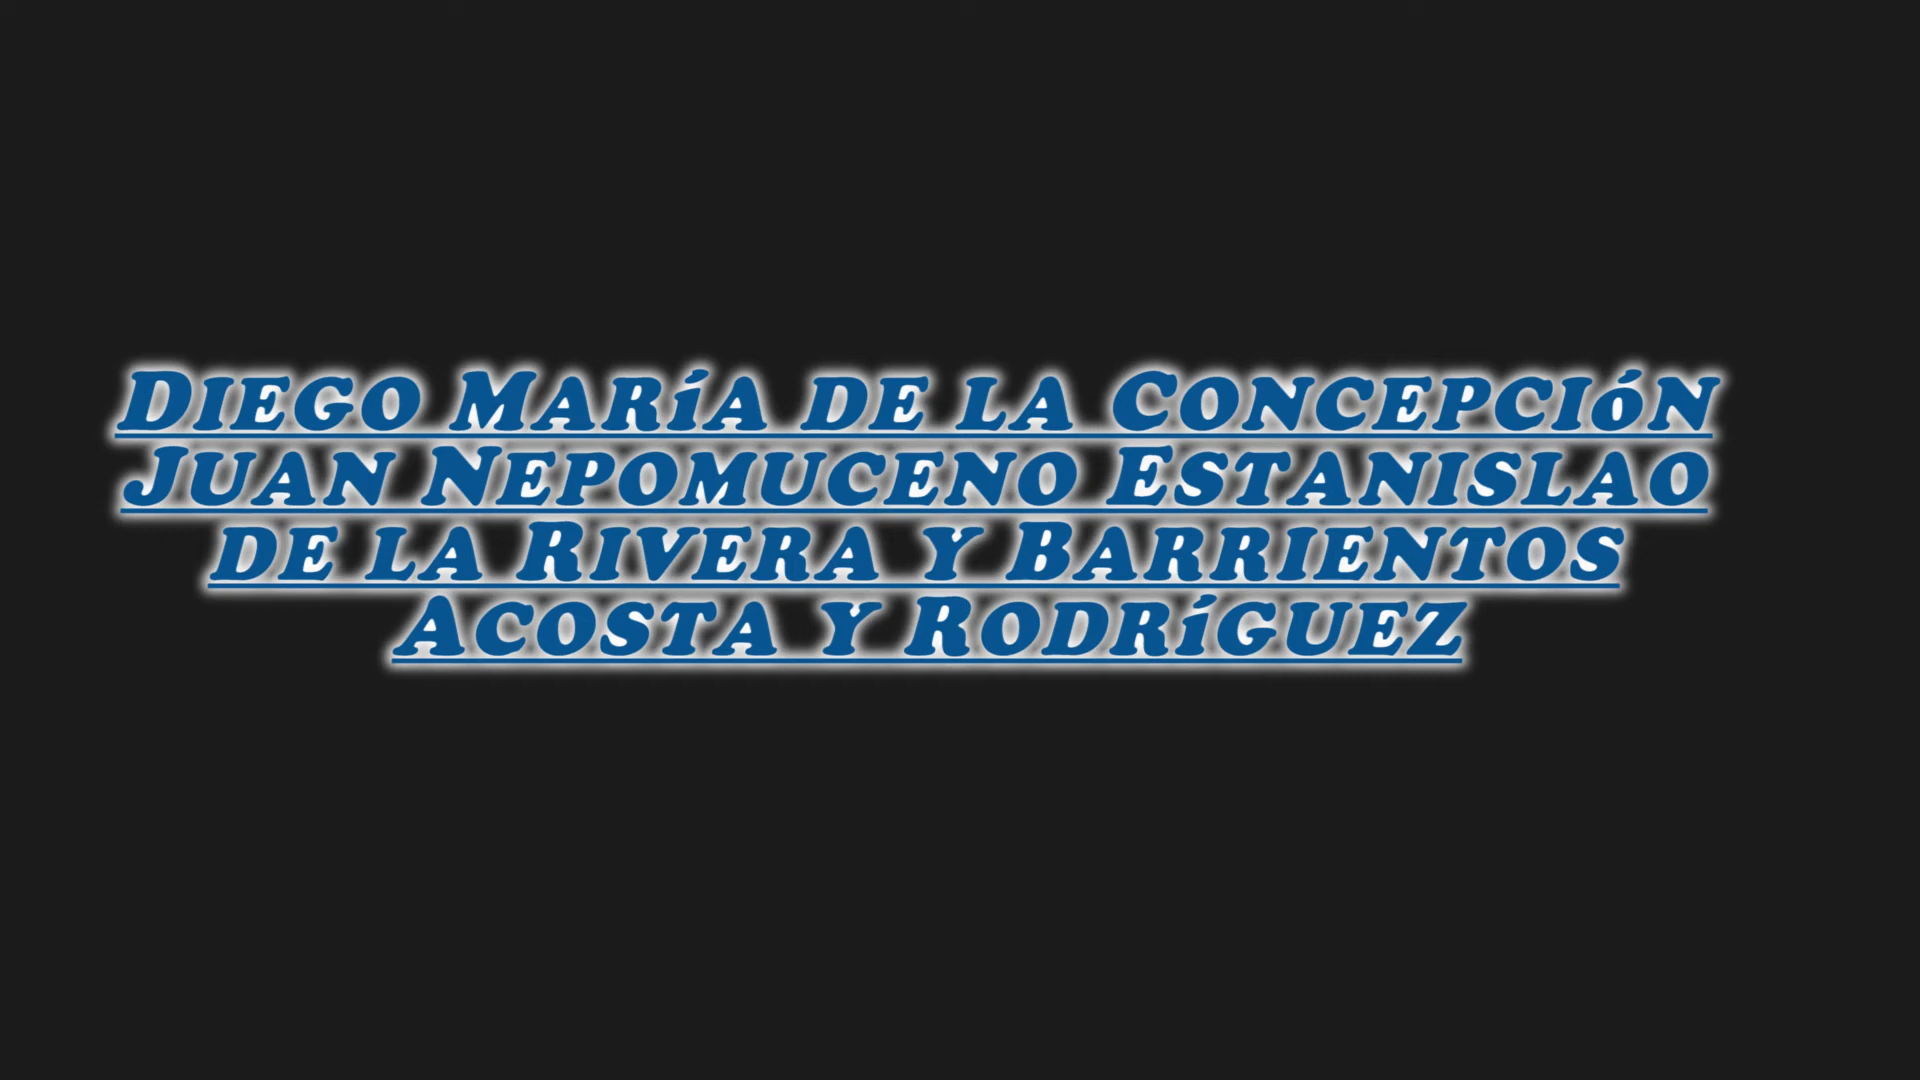 Diego María de la Concepción
Juan Nepomuceno Estanislao
de la Rivera y Barrientos
Acosta y Rodríguez